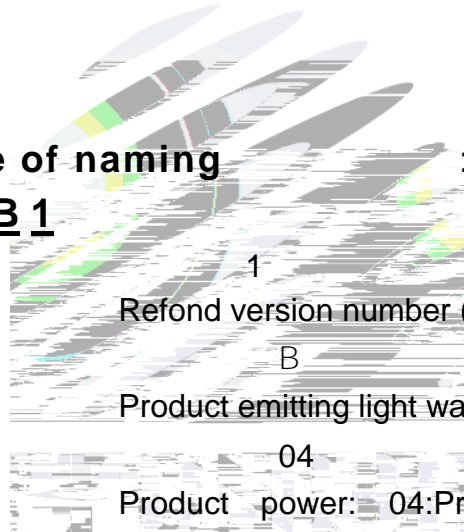 e of naming :
B 1
1
Refond version number (
B
Product emitting light wa
04
Product power: 04:Pr